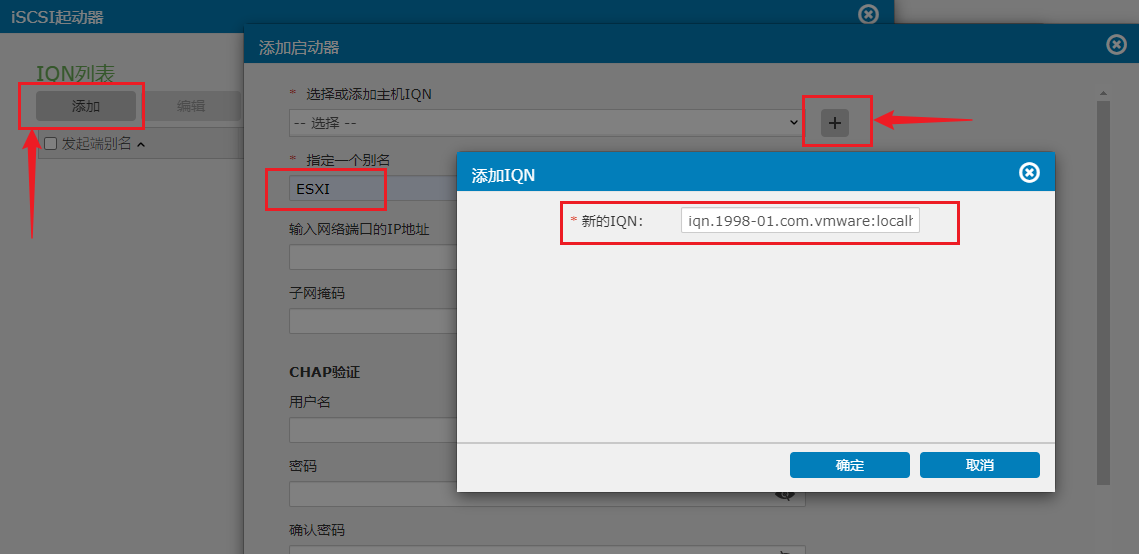 iSCSI起动器
添加启动器
IQN列表
添加
编辑
发起端别名
* 选择或添加主机IQN
-- 选择 --
+
* 指定一个别名
ESXI
添加IQN
* 新的IQN:
iqn.1998-01.com.vmware:localh
输入网络端口的IP地址
子网掩码
CHAP验证
用户名
密码
确认密码
确定
取消